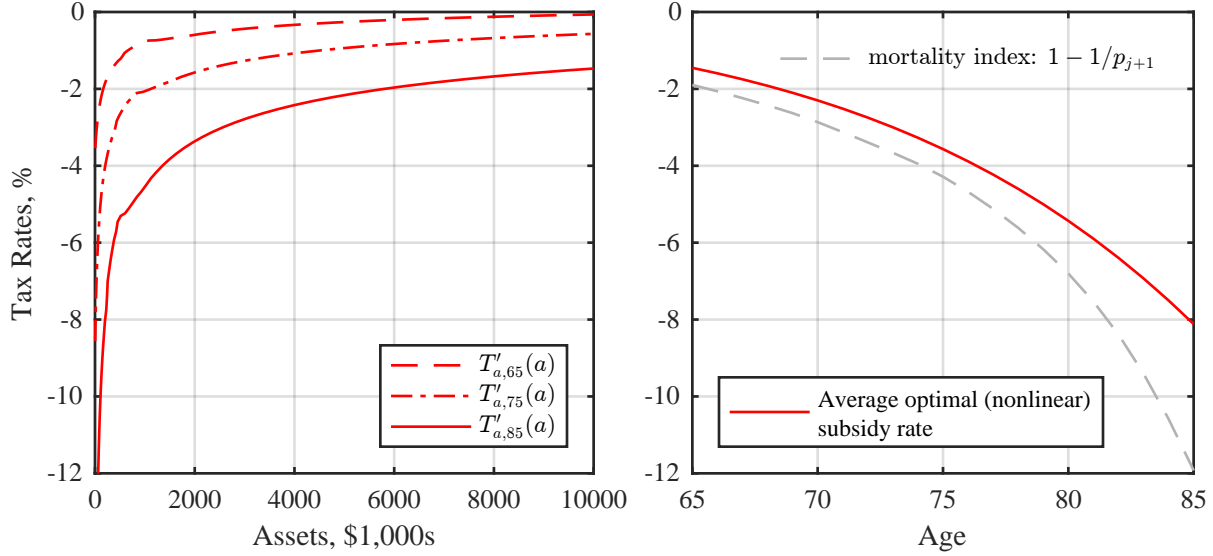 Tax Rates, %
0
-2
-4
-6
-8
-10
-12
0
2000
4000
6000
8000
10000
Assets, $1,000s
T′a,65(a)
T′a,75(a)
T′a,85(a)
0
-2
-4
-6
-8
-10
-12
65
70
75
80
85
Age
mortality index: 1 − 1/pj+1
Average optimal (nonlinear)
subsidy rate